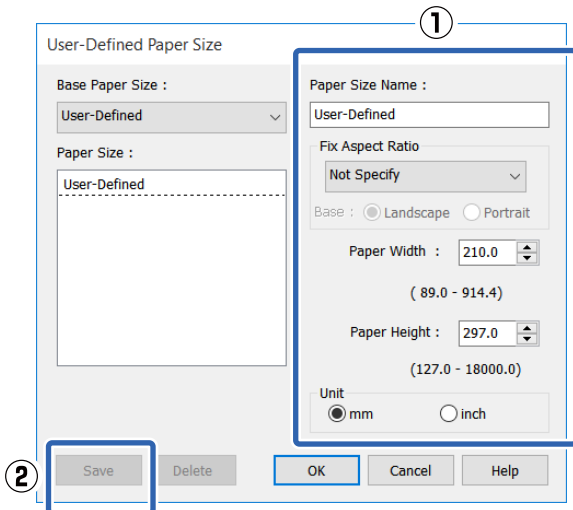 ①
User-Defined Paper Size
Base Paper Size :
User-Defined
Paper Size :
User-Defined
Paper Size Name :
User-Defined
Fix Aspect Ratio
Not Specify
Base : Landscape Portrait
Paper Width : 210.0
( 89.0 - 914.4)
Paper Height : 297.0
(127.0 - 18000.0)
Unit
mm inch
②
Save Delete OK Cancel Help